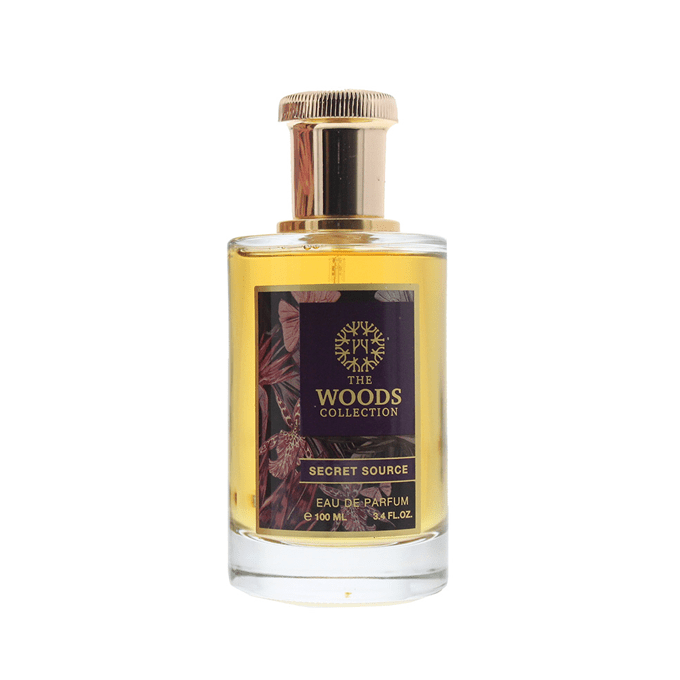 THE
WOODS
COLLECTION
SECRET SOURCE
EAU DE PARFUM
℮ 100 ML 3.4 FL.OZ.